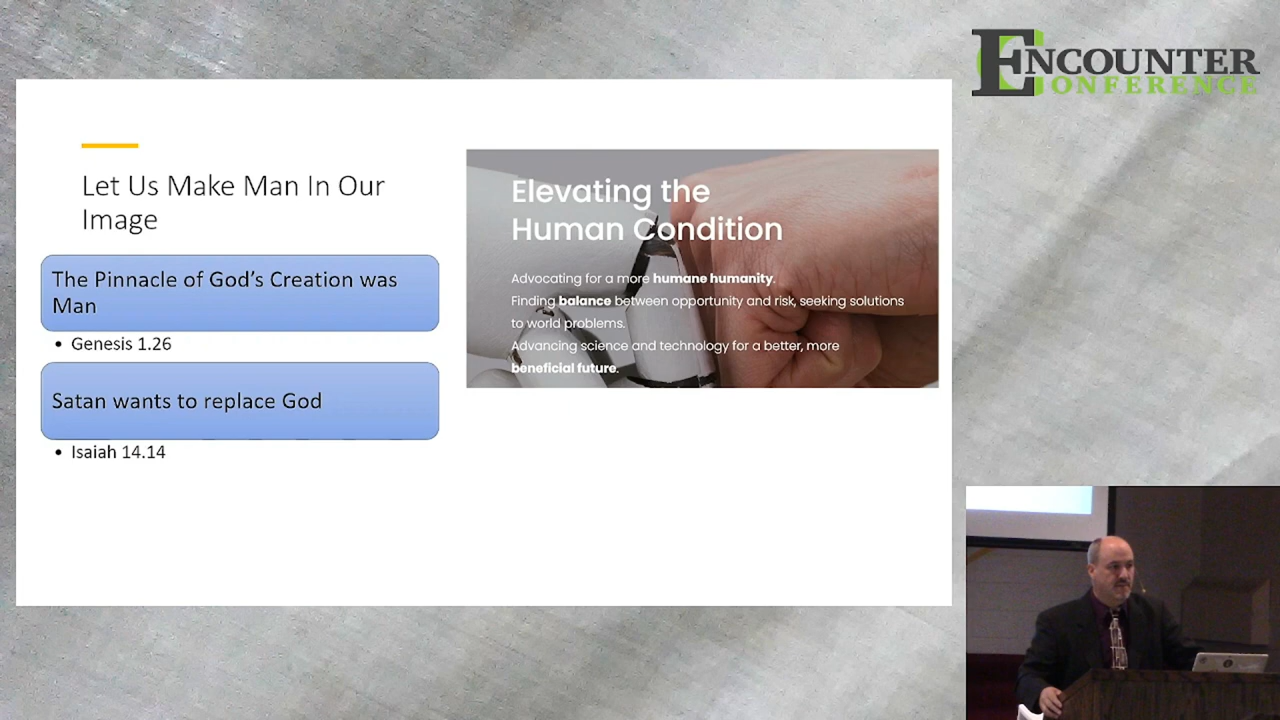 ENCOUNTER
CONFERENCE
Let Us Make Man In Our
Image
The Pinnacle of God's Creation was
Man
• Genesis 1.26
Satan wants to replace God
• Isaiah 14.14
Elevating the
Human Condition
Advocating for a more humane humanity.
Finding balance between opportunity and risk, seeking solutions
to world problems.
Advancing science and technology for a better, more
beneficial future.